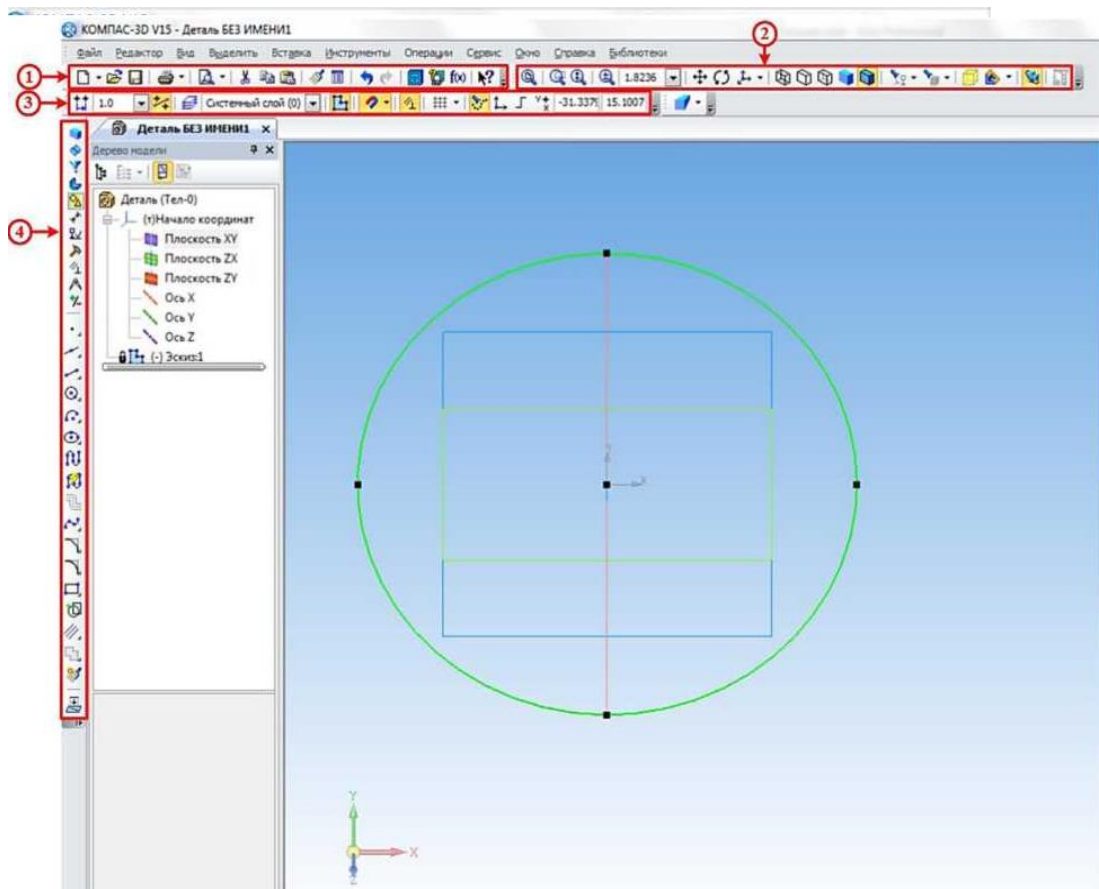 КОМПАС-3D V15 - Деталь БЕЗ ИМЕНИ1
Файл Редактор Вид Выделить Вставка Инструменты Операции Сервис Окно Справка Библиотеки
2
1
f(x)
1.8236
3
1.0
Системный слой (0)
-31.3379 15.1007
4
Деталь БЕЗ ИМЕНИ1
Дерево модели
Деталь (Тел-0)
(т)Начало координат
Плоскость XY
Плоскость ZX
Плоскость ZY
Ось X
Ось Y
Ось Z
(-) Эскиз:1
Y
X
Z